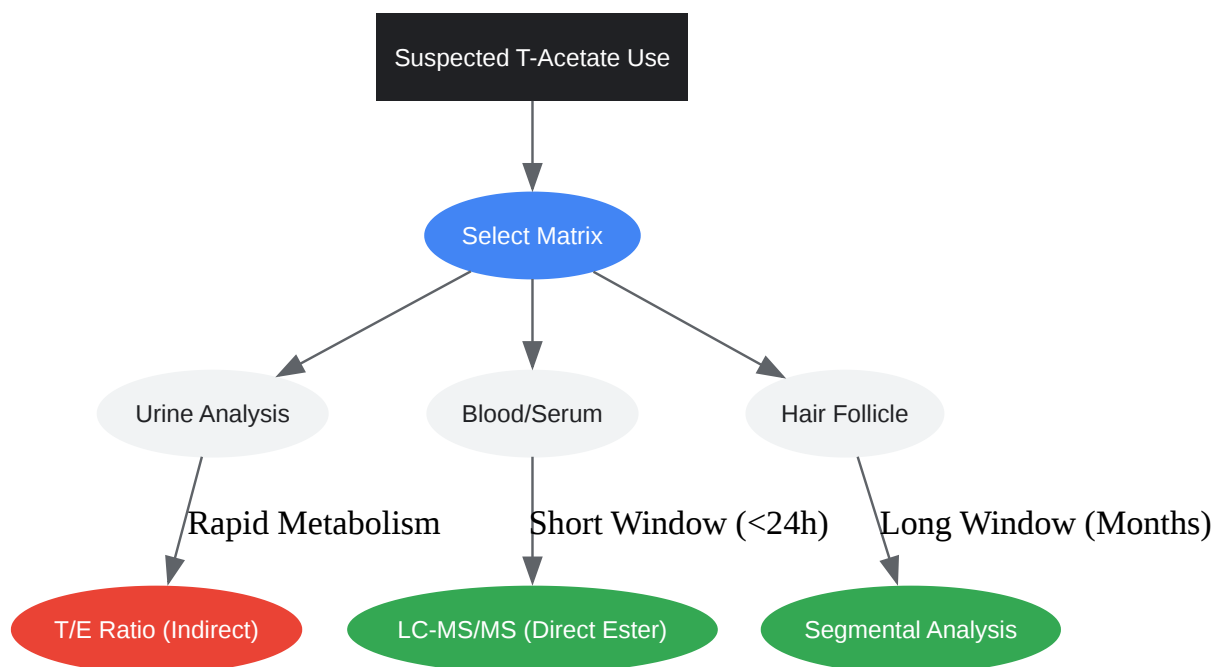 Suspected T-Acetate Use
Select Matrix
Urine Analysis
Blood/Serum
Hair Follicle
Rapid Metabolism
Short Window (<24h)
Long Window (Months)
T/E Ratio (Indirect)
LC-MS/MS (Direct Ester)
Segmental Analysis